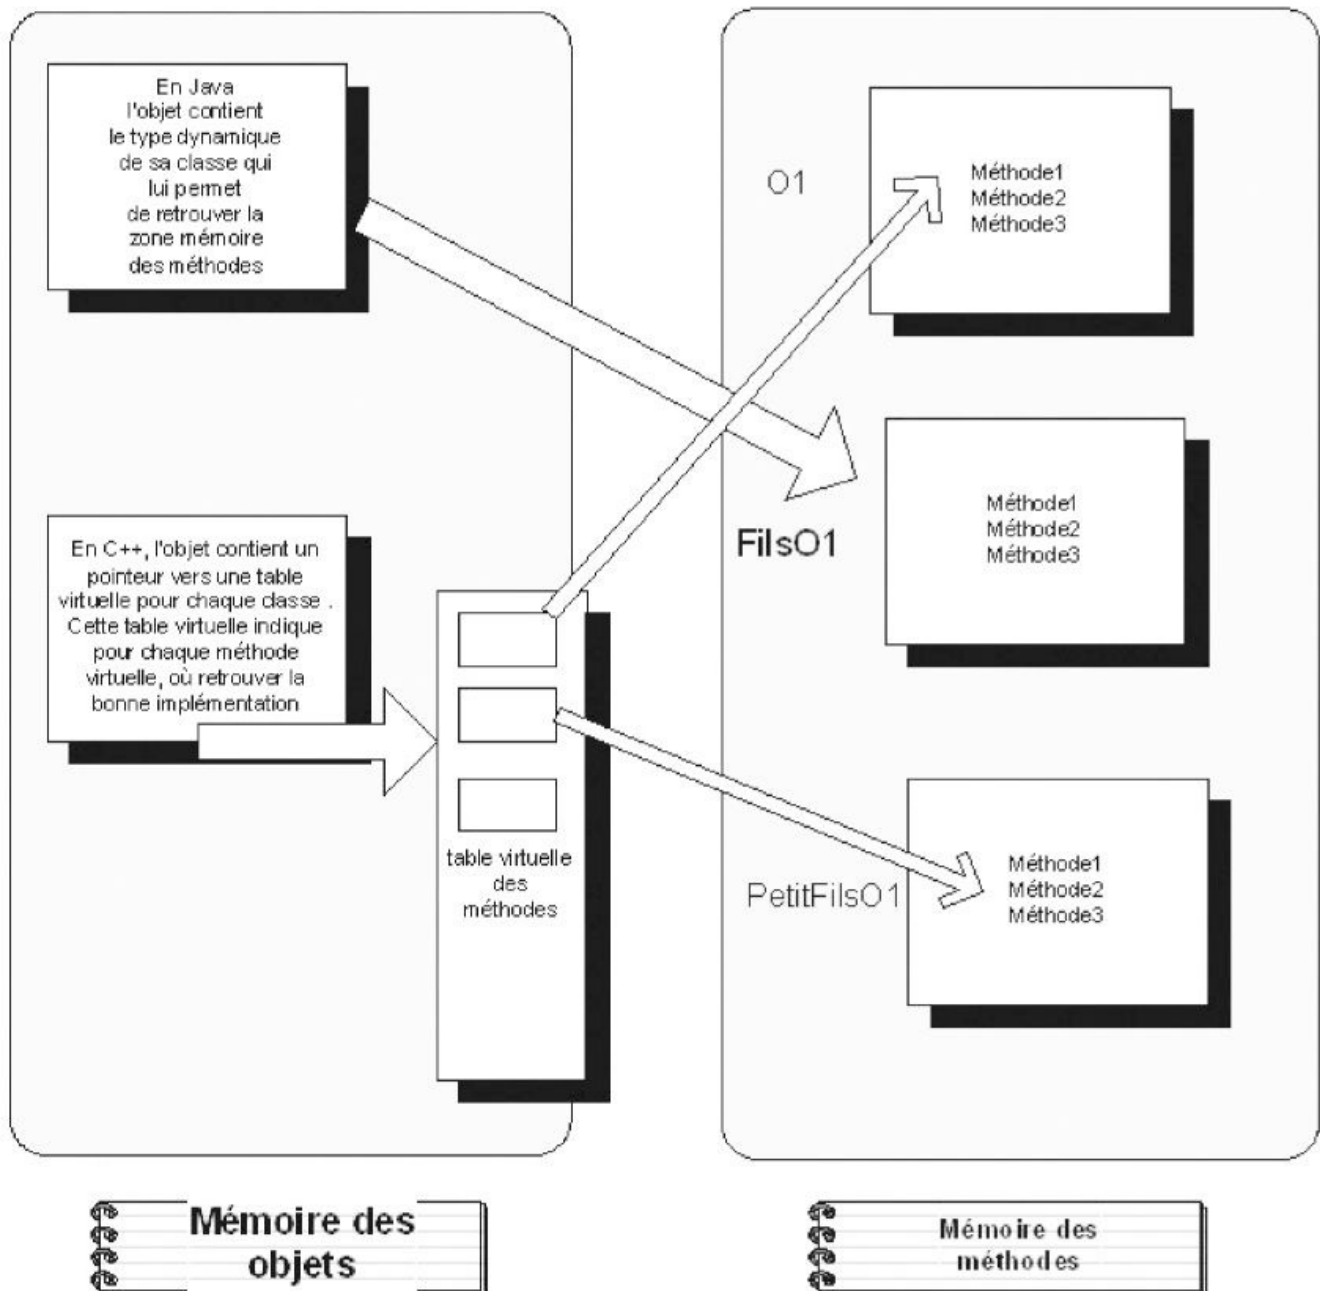 En Java
l'objet contient
le type dynamique
de sa classe qui
lui permet
de retrouver la
zone mémoire
des méthodes
En C++, l'objet contient un
pointeur vers une table
virtuelle pour chaque classe .
Cette table virtuelle indique
pour chaque méthode
virtuelle, où retrouver la
bonne implémentation
table virtuelle
des
méthodes
O1
Méthode1
Méthode2
Méthode3
FilsO1
Méthode1
Méthode2
Méthode3
PetitFilsO1
Méthode1
Méthode2
Méthode3
Mémoire des
objets
Mémoire des
méthodes